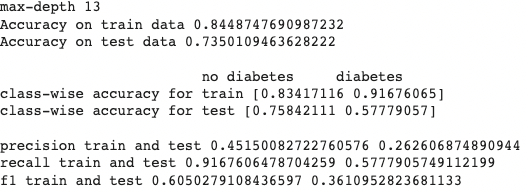 max-depth 13
Accuracy on train data 0.8448747690987232
Accuracy on test data 0.7350109463628222
no diabetes diabetes
class-wise accuracy for train [0.83417116 0.91676065]
class-wise accuracy for test [0.75842111 0.57779057]
precision train and test 0.45150082722760576 0.262606874890944
recall train and test 0.9167606478704259 0.5777905749112199
f1 train and test 0.6050279108436597 0.3610952823681133